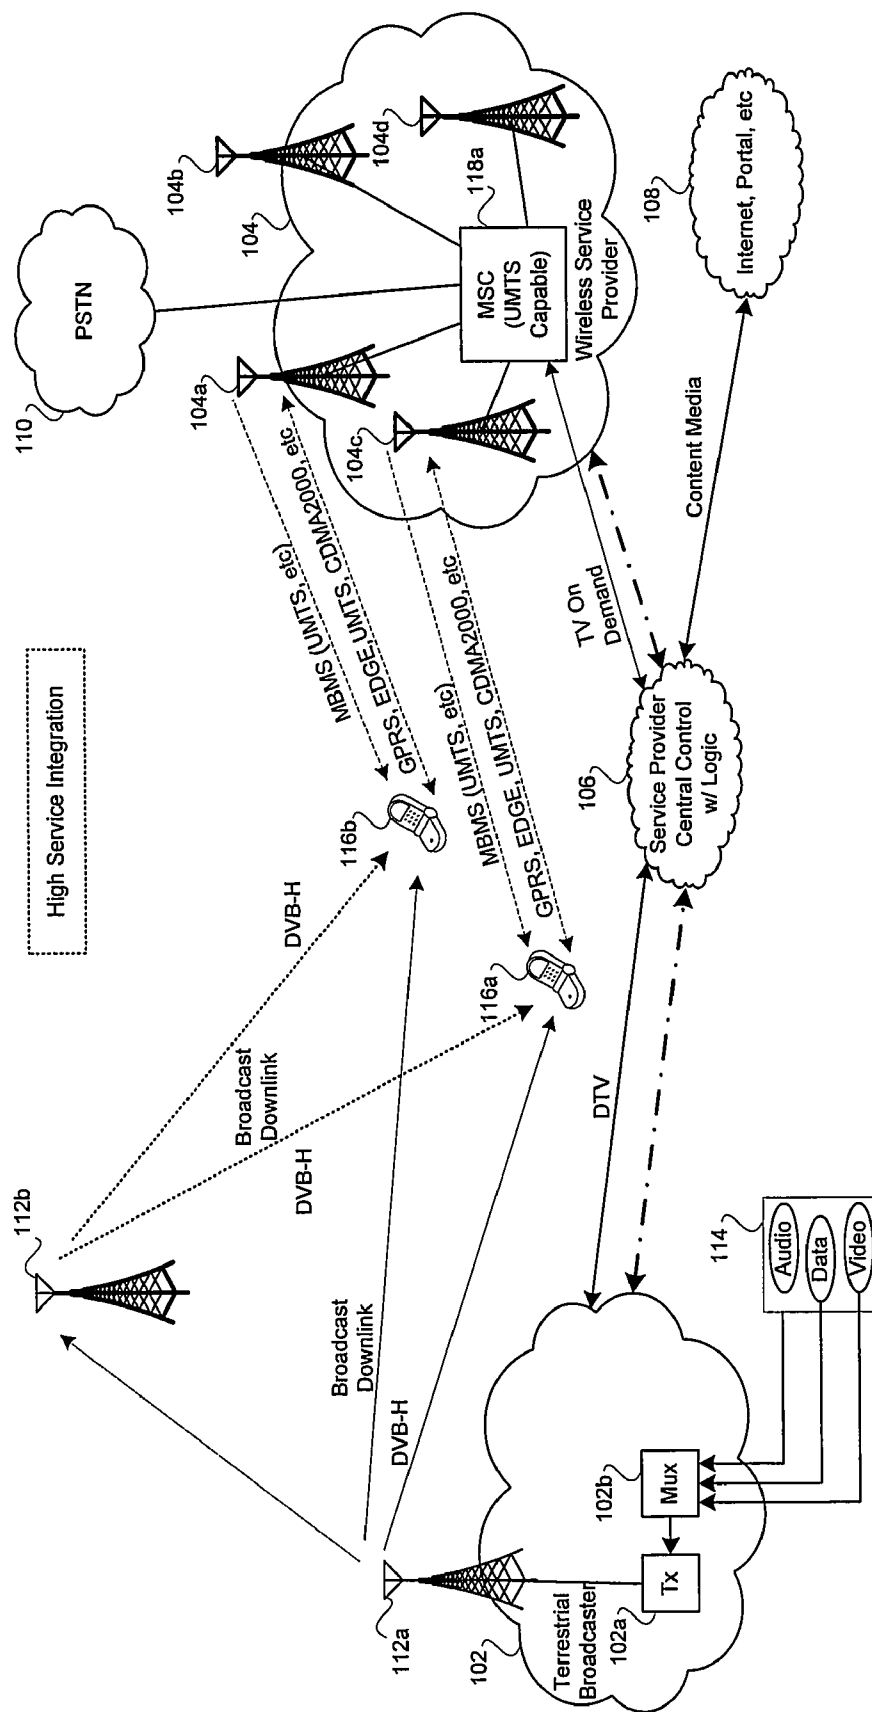 High Service Integration
112b
Broadcast
Downlink
DVB-H
DVB-H
Broadcast
Downlink
DVB-H
112a
102
Terrestrial
Broadcaster
102a
Tx
102b
Mux
114
Audio
Data
Video
DTV
116b
116a
MBMS (UMTS, etc)
GPRS, EDGE,UMTS, CDMA2000, etc
MBMS (UMTS, etc)
GPRS, EDGE, UMTS, CDMA2000, etc
106
Service Provider
Central Control
w/ Logic
TV On
Demand
Content Media
110
PSTN
104
104a
104b
104c
104d
118a
MSC
(UMTS
Capable)
Wireless Service
Provider
108
Internet, Portal, etc